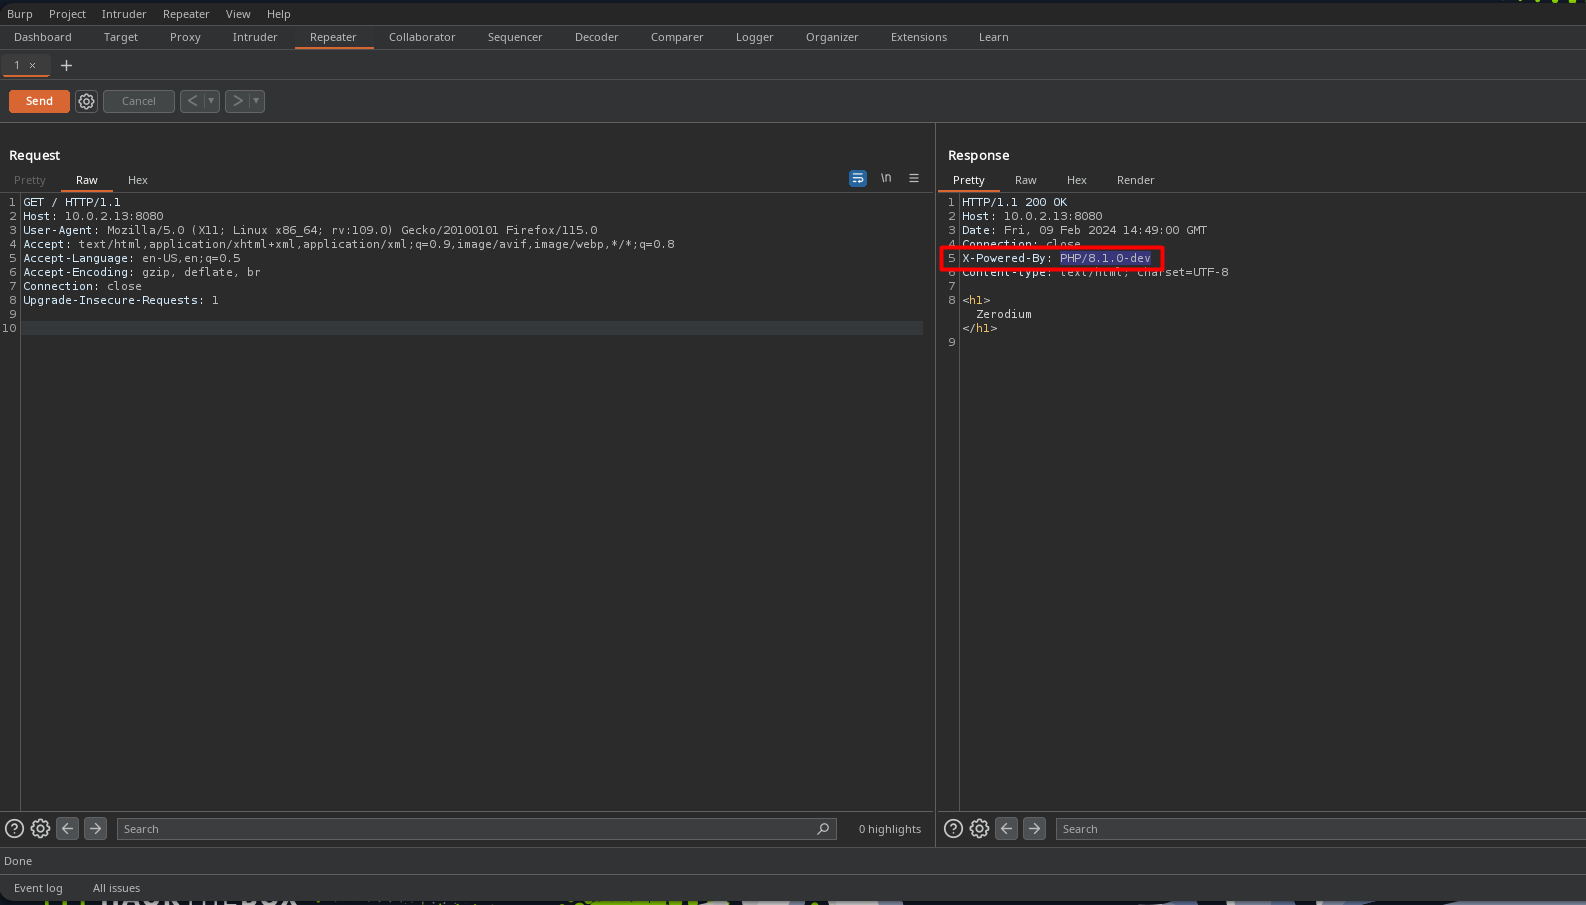 Burp Project Intruder Repeater View Help
Dashboard Target Proxy Intruder Repeater Collaborator Sequencer Decoder Comparer Logger Organizer Extensions Learn
1 × +
Send Cancel < >
Request
Pretty Raw Hex \n
1 GET / HTTP/1.1
2 Host: 10.0.2.13:8080
3 User-Agent: Mozilla/5.0 (X11; Linux x86_64; rv:109.0) Gecko/20100101 Firefox/115.0
4 Accept: text/html,application/xhtml+xml,application/xml;q=0.9,image/avif,image/webp,*/*;q=0.8
5 Accept-Language: en-US,en;q=0.5
6 Accept-Encoding: gzip, deflate, br
7 Connection: close
8 Upgrade-Insecure-Requests: 1
9
10
Search 0 highlights
Response
Pretty Raw Hex Render
1 HTTP/1.1 200 OK
2 Host: 10.0.2.13:8080
3 Date: Fri, 09 Feb 2024 14:49:00 GMT
4 Connection: close
5 X-Powered-By: PHP/8.1.0-dev
6 Content-type: text/html; charset=UTF-8
7
8 <h1>
Zerodium
</h1>
9
Search
Done
Event log All issues
HACKTHEBOX